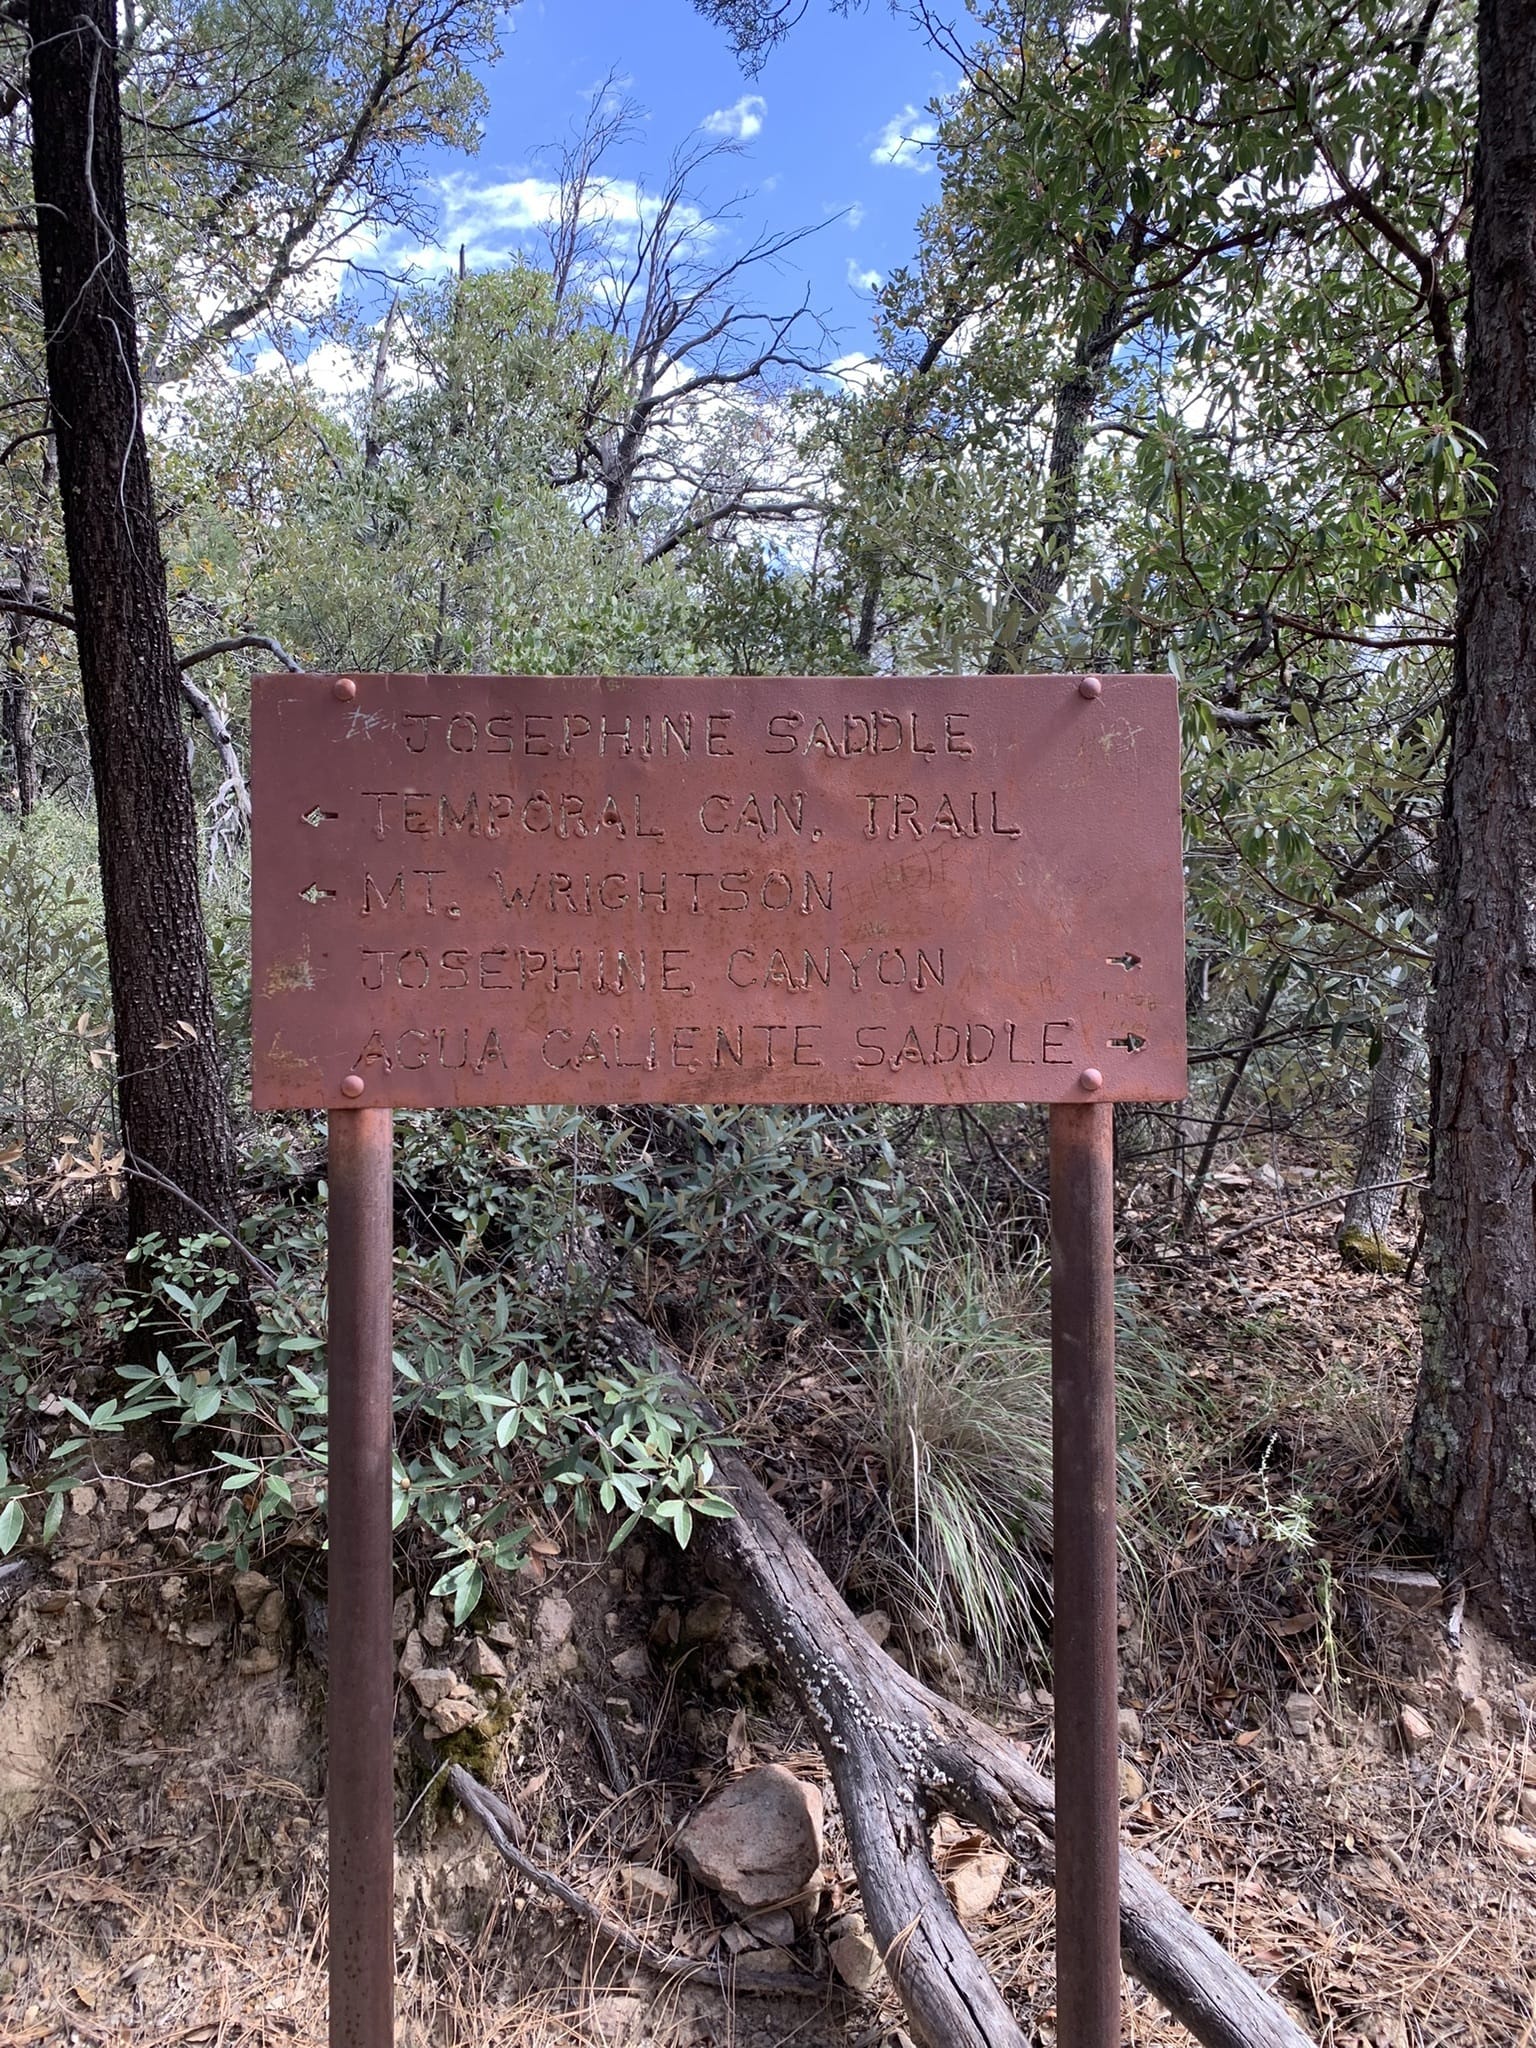 JOSEPHINE SADDLE
← TEMPORAL CAN. TRAIL
← MT. WRIGHTSON
JOSEPHINE CANYON →
AGUA CALIENTE SADDLE →